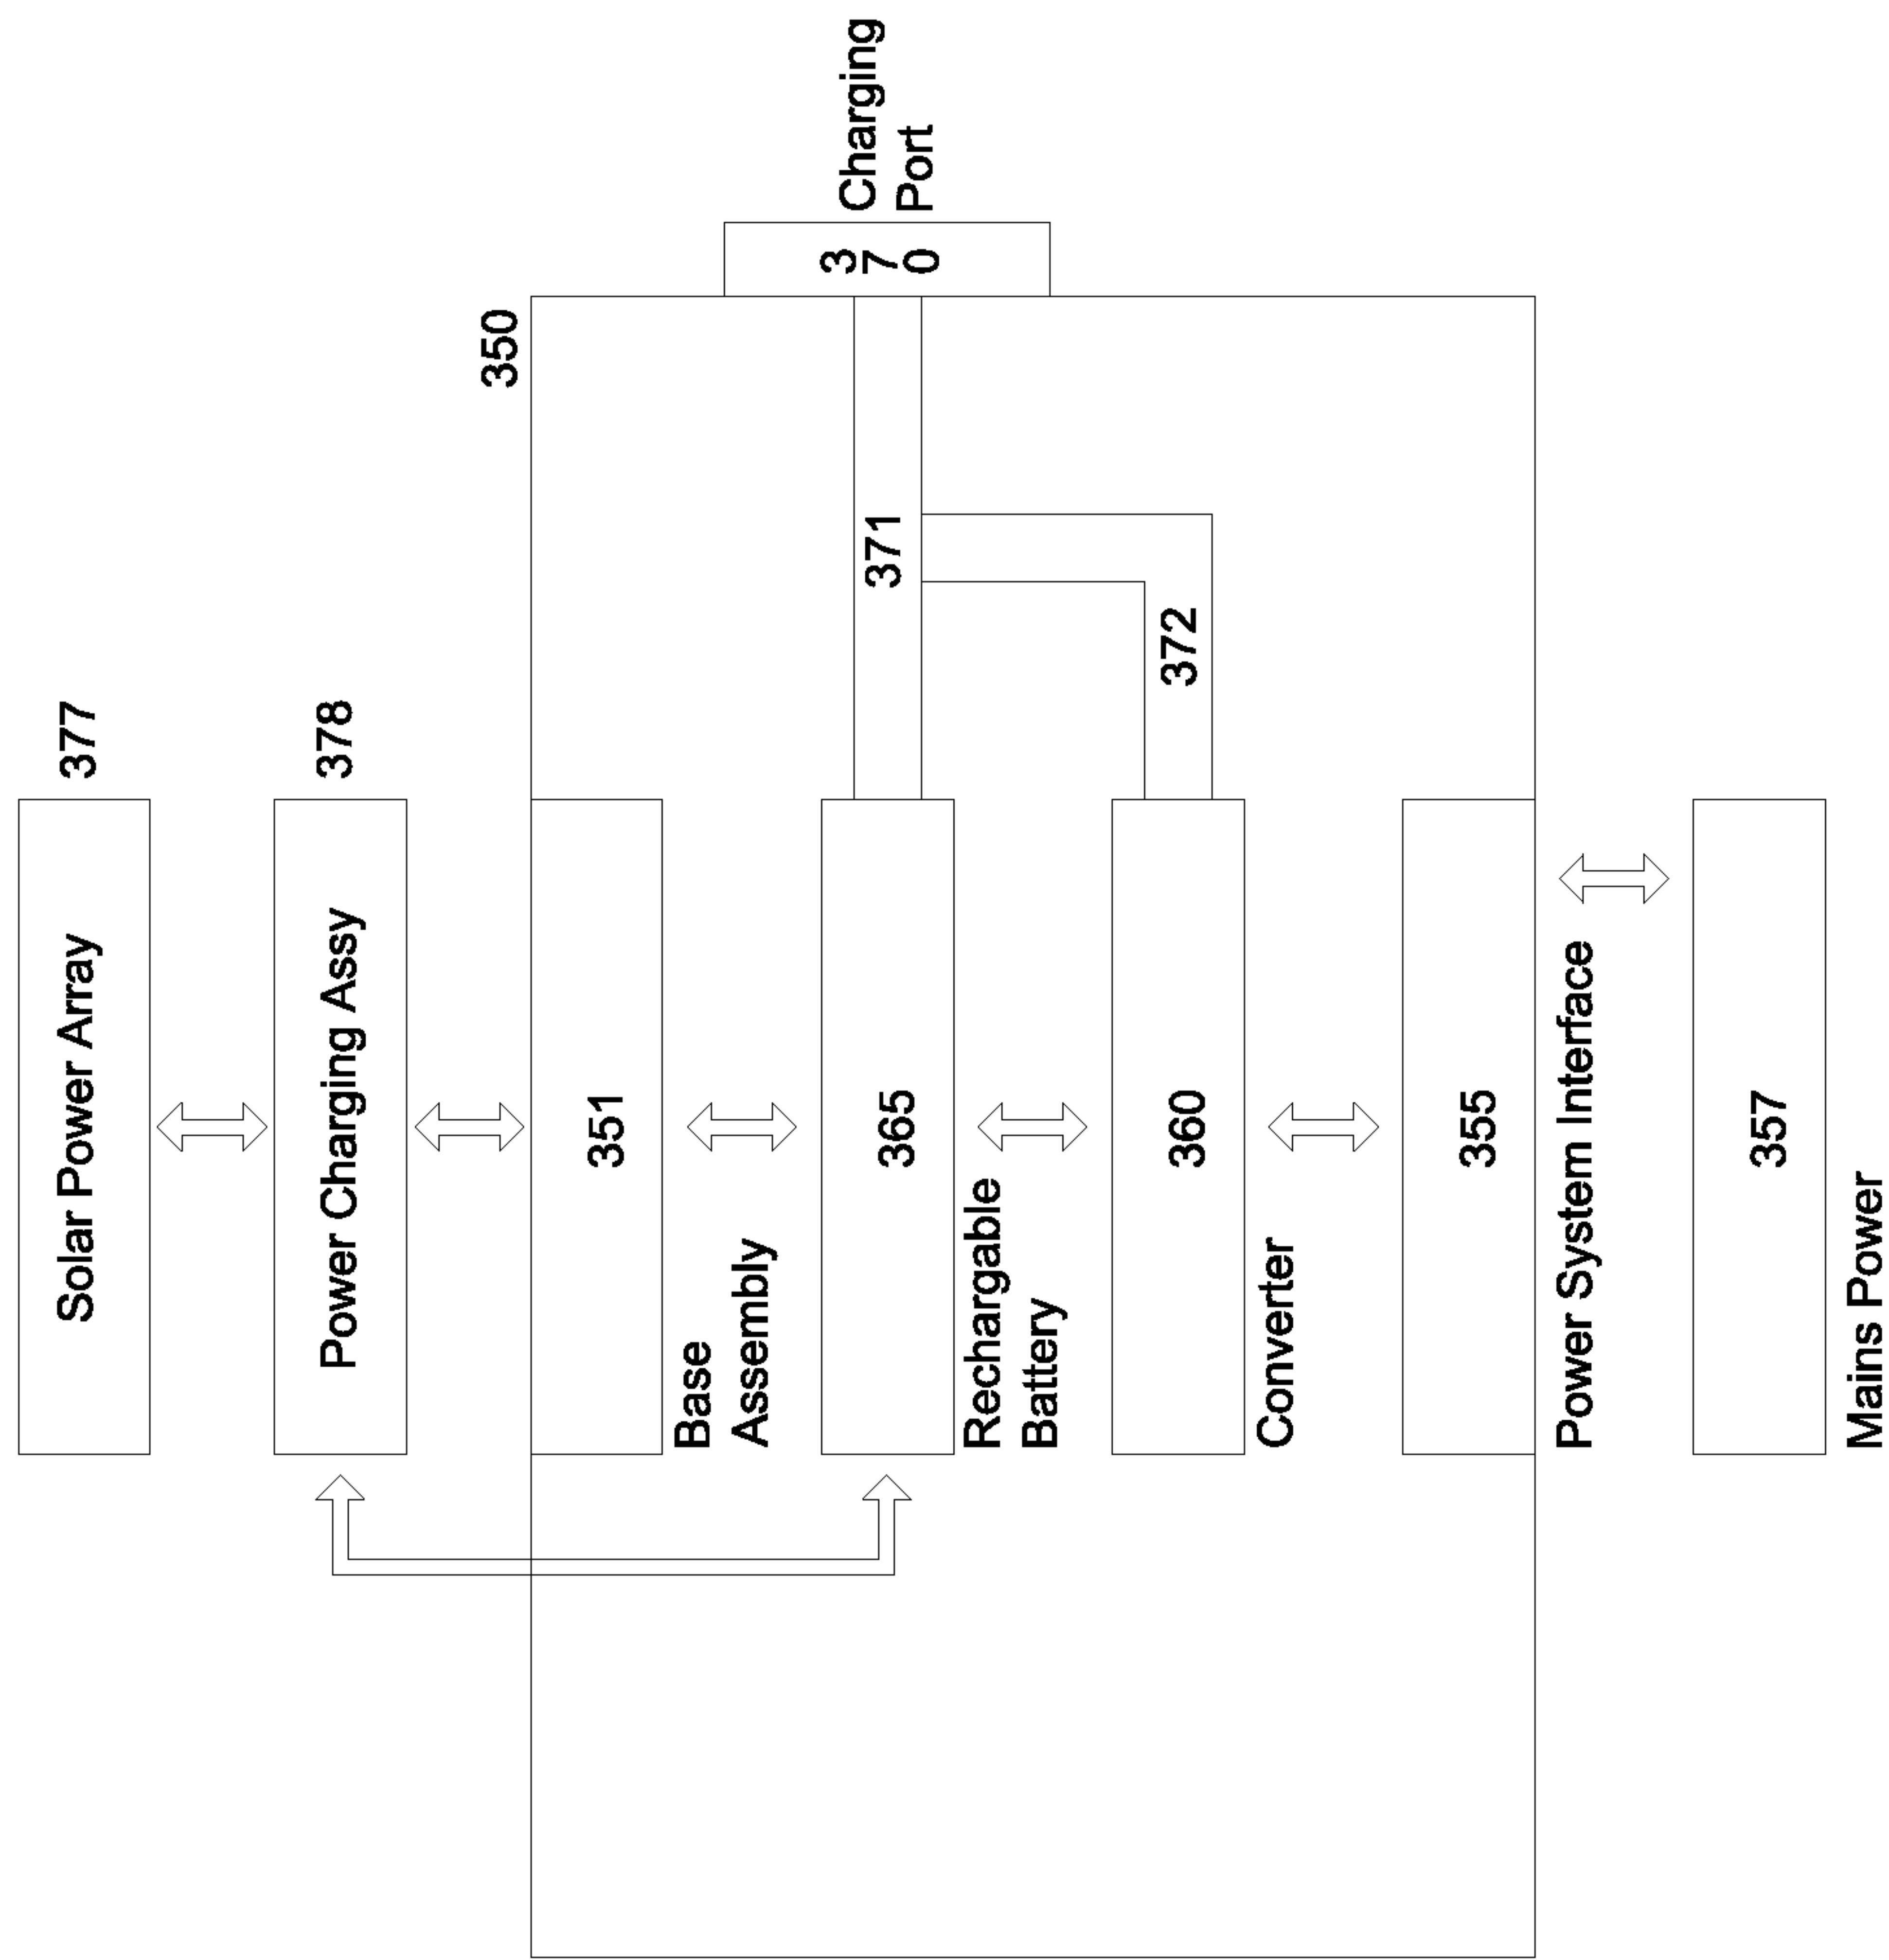 Solar Power Array
377
Power Charging Assy
378
350
351
Base
Assembly
365
Rechargable
Battery
371
370
Charging
Port
360
Converter
372
355
Power System Interface
357
Mains Power